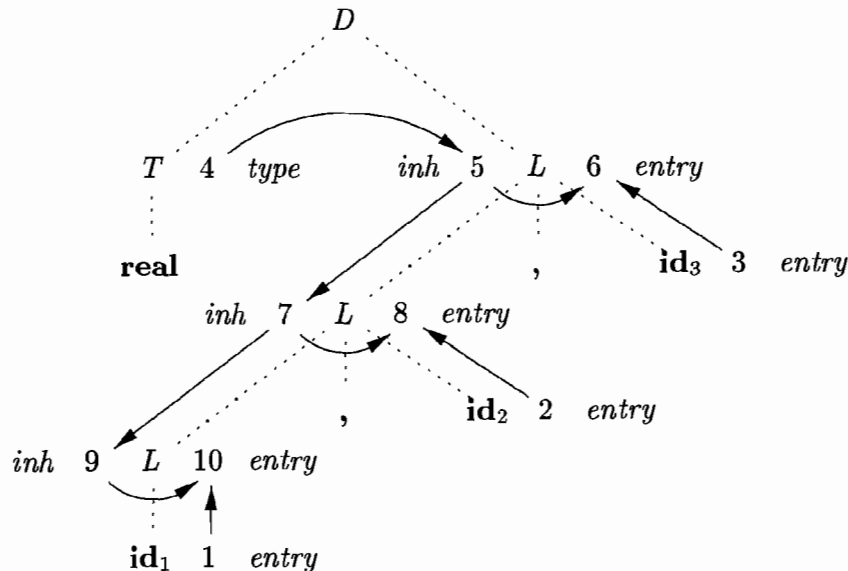 D
T 4 type inh 5 L 6 entry
real , id₃ 3 entry
inh 7 L 8 entry
, id₂ 2 entry
inh 9 L 10 entry
id₁ 1 entry